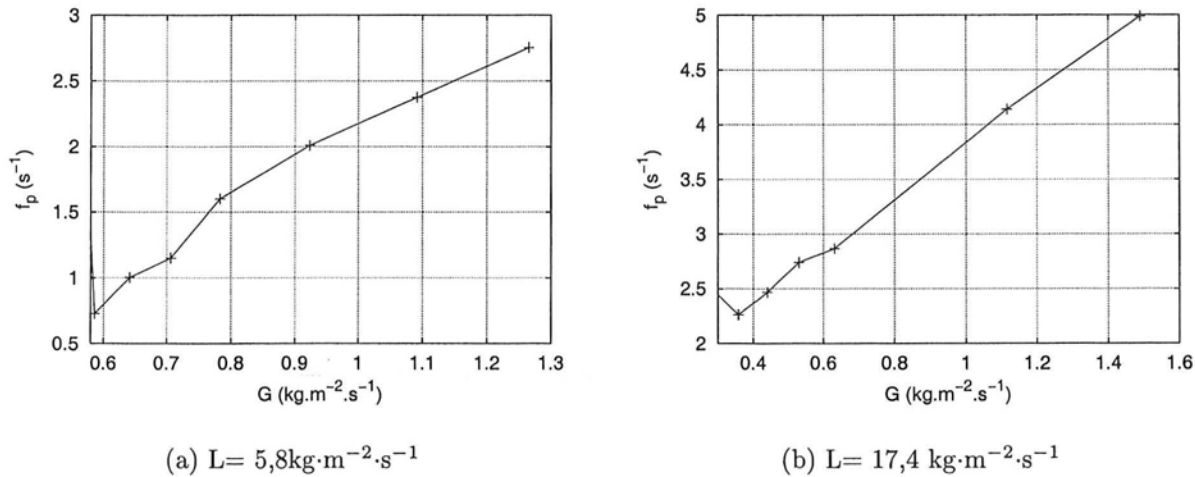 3
2.5
2
1.5
1
0.5
f_p (s⁻¹)
0.6 0.7 0.8 0.9 1 1.1 1.2 1.3
G (kg.m⁻².s⁻¹)
(a) L= 5,8kg·m⁻²·s⁻¹
5
4.5
4
3.5
3
2.5
2
f_p (s⁻¹)
0.4 0.6 0.8 1 1.2 1.4 1.6
G (kg.m⁻².s⁻¹)
(b) L= 17,4 kg·m⁻²·s⁻¹